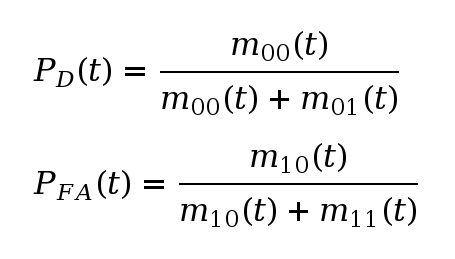 P_D(t) = m_00(t) / (m_00(t) + m_01(t))
P_FA(t) = m_10(t) / (m_10(t) + m_11(t))